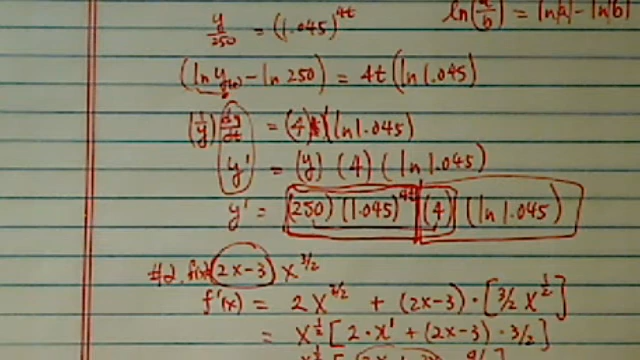 y/250 = (1.045)^4t
ln(a/b) = ln|a| - ln|b|
(ln y(t) - ln 250) = 4t (ln 1.045)
(1/y) dy/dt = (4) (ln 1.045)
y' = (y) (4) (ln 1.045)
y' = (250) (1.045)^4t (4) (ln 1.045)
#2. f(x) (2x-3) x^3/2
f'(x) = 2x^3/2 + (2x-3) · [3/2 x^1/2]
= x^1/2 [2·x' + (2x-3) · 3/2]